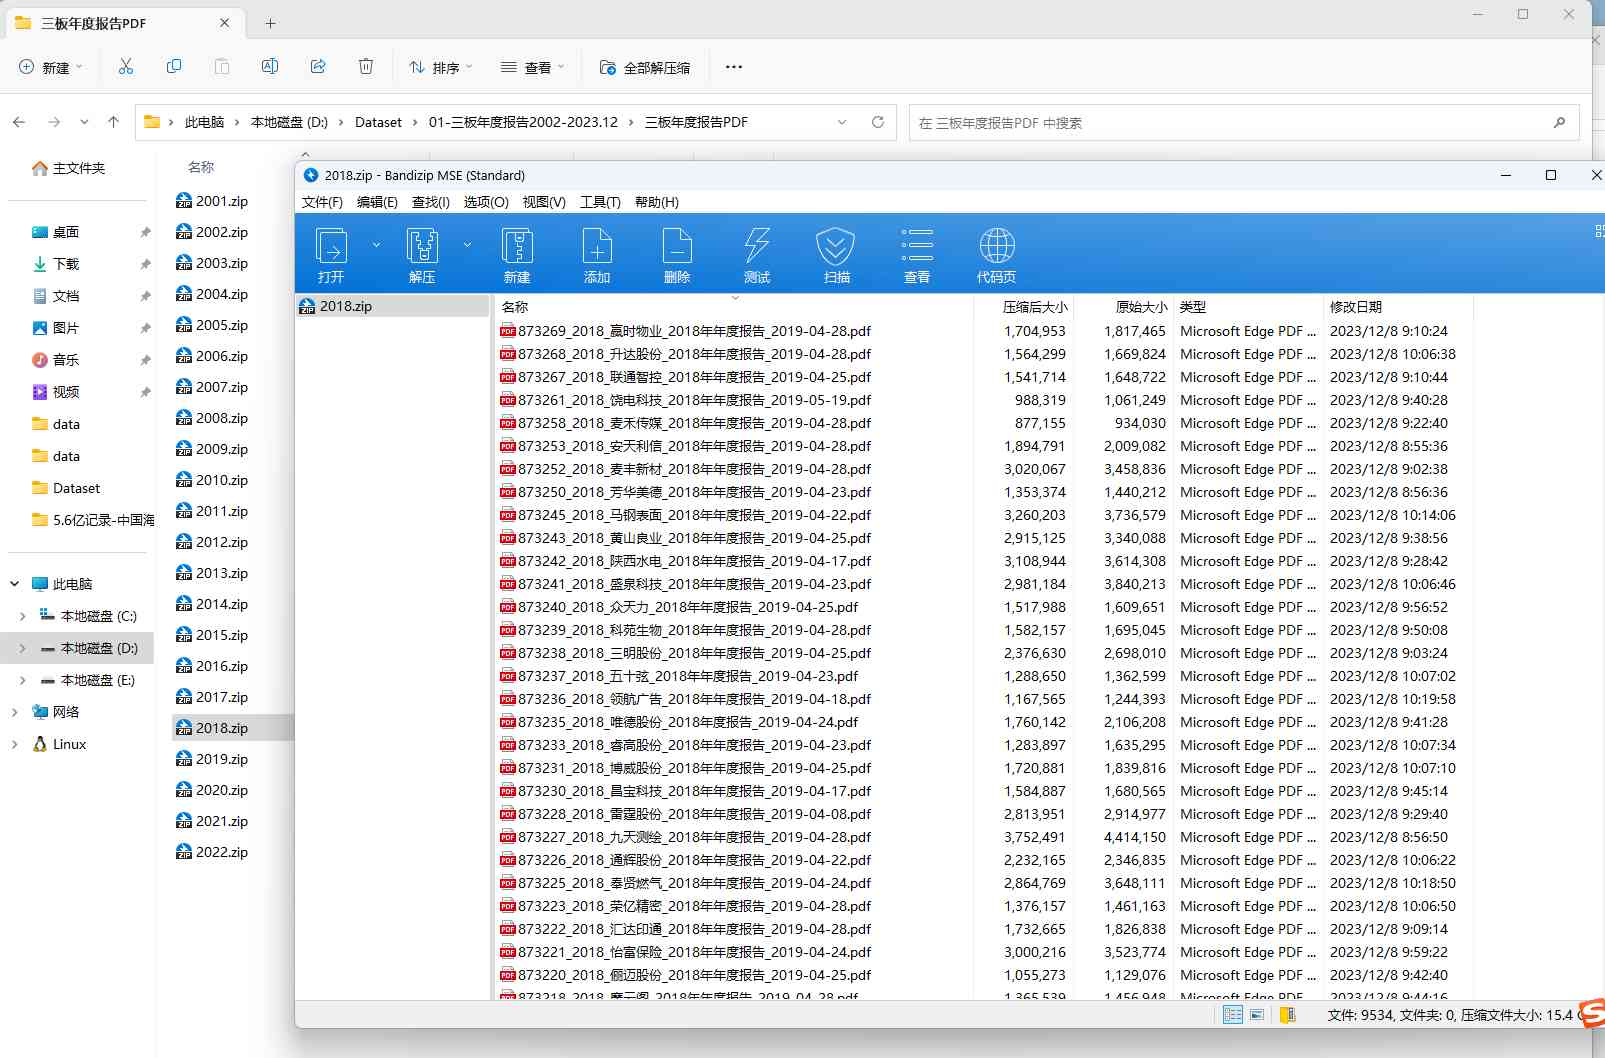 三板年度报告PDF
新建
排序
查看
全部解压缩
此电脑 › 本地磁盘 (D:) › Dataset › 01-三板年度报告2002-2023.12 › 三板年度报告PDF
在 三板年度报告PDF 中搜索
主文件夹
桌面
下载
文档
图片
音乐
视频
data
data
Dataset
5.6亿记录-中国海
此电脑
本地磁盘 (C:)
本地磁盘 (D:)
本地磁盘 (E:)
网络
Linux
名称
2001.zip
2002.zip
2003.zip
2004.zip
2005.zip
2006.zip
2007.zip
2008.zip
2009.zip
2010.zip
2011.zip
2012.zip
2013.zip
2014.zip
2015.zip
2016.zip
2017.zip
2018.zip
2019.zip
2020.zip
2021.zip
2022.zip
2018.zip - Bandizip MSE (Standard)
文件(F) 编辑(E) 查找(I) 选项(O) 视图(V) 工具(T) 帮助(H)
打开 解压 新建 添加 删除 测试 扫描 查看 代码页
2018.zip
名称 压缩后大小 原始大小 类型 修改日期
873269_2018_赢时物业_2018年年度报告_2019-04-28.pdf 1,704,953 1,817,465 Microsoft Edge PDF ... 2023/12/8 9:10:24
873268_2018_升达股份_2018年年度报告_2019-04-28.pdf 1,564,299 1,669,824 Microsoft Edge PDF ... 2023/12/8 10:06:38
873267_2018_联通智控_2018年年度报告_2019-04-25.pdf 1,541,714 1,648,722 Microsoft Edge PDF ... 2023/12/8 9:10:44
873261_2018_饶电科技_2018年年度报告_2019-05-19.pdf 988,319 1,061,249 Microsoft Edge PDF ... 2023/12/8 9:40:28
873258_2018_麦禾传媒_2018年年度报告_2019-04-28.pdf 877,155 934,030 Microsoft Edge PDF ... 2023/12/8 9:22:40
873253_2018_安天利信_2018年年度报告_2019-04-28.pdf 1,894,791 2,009,082 Microsoft Edge PDF ... 2023/12/8 8:55:36
873252_2018_麦丰新材_2018年年度报告_2019-04-28.pdf 3,020,067 3,458,836 Microsoft Edge PDF ... 2023/12/8 9:02:38
873250_2018_芳华美德_2018年年度报告_2019-04-23.pdf 1,353,374 1,440,212 Microsoft Edge PDF ... 2023/12/8 8:56:36
873245_2018_马钢表面_2018年年度报告_2019-04-22.pdf 3,260,203 3,736,579 Microsoft Edge PDF ... 2023/12/8 10:14:06
873243_2018_黄山良业_2018年年度报告_2019-04-25.pdf 2,915,125 3,340,088 Microsoft Edge PDF ... 2023/12/8 9:38:56
873242_2018_陕西水电_2018年年度报告_2019-04-17.pdf 3,108,944 3,614,308 Microsoft Edge PDF ... 2023/12/8 9:28:42
873241_2018_盛泉科技_2018年年度报告_2019-04-23.pdf 2,981,184 3,840,213 Microsoft Edge PDF ... 2023/12/8 10:06:46
873240_2018_众天力_2018年年度报告_2019-04-25.pdf 1,517,988 1,609,651 Microsoft Edge PDF ... 2023/12/8 9:56:52
873239_2018_科苑生物_2018年年度报告_2019-04-28.pdf 1,582,157 1,695,045 Microsoft Edge PDF ... 2023/12/8 9:50:08
873238_2018_三明股份_2018年年度报告_2019-04-25.pdf 2,376,630 2,698,010 Microsoft Edge PDF ... 2023/12/8 9:03:24
873237_2018_五十弦_2018年年度报告_2019-04-23.pdf 1,288,650 1,362,599 Microsoft Edge PDF ... 2023/12/8 10:07:02
873236_2018_领航广告_2018年年度报告_2019-04-18.pdf 1,167,565 1,244,393 Microsoft Edge PDF ... 2023/12/8 10:19:58
873235_2018_唯德股份_2018年年度报告_2019-04-24.pdf 1,760,142 2,106,208 Microsoft Edge PDF ... 2023/12/8 9:41:28
873233_2018_睿高股份_2018年年度报告_2019-04-23.pdf 1,283,897 1,635,295 Microsoft Edge PDF ... 2023/12/8 10:07:34
873231_2018_博威股份_2018年年度报告_2019-04-25.pdf 1,720,881 1,839,816 Microsoft Edge PDF ... 2023/12/8 10:07:10
873230_2018_昌宝科技_2018年年度报告_2019-04-17.pdf 1,584,887 1,680,565 Microsoft Edge PDF ... 2023/12/8 9:45:14
873228_2018_雷霆股份_2018年年度报告_2019-04-08.pdf 2,813,951 2,914,977 Microsoft Edge PDF ... 2023/12/8 9:29:40
873227_2018_九天测绘_2018年年度报告_2019-04-28.pdf 3,752,491 4,414,150 Microsoft Edge PDF ... 2023/12/8 8:56:50
873226_2018_通辉股份_2018年年度报告_2019-04-22.pdf 2,232,165 2,346,835 Microsoft Edge PDF ... 2023/12/8 10:06:22
873225_2018_奉贤燃气_2018年年度报告_2019-04-24.pdf 2,864,769 3,648,111 Microsoft Edge PDF ... 2023/12/8 10:18:50
873223_2018_荣亿精密_2018年年度报告_2019-04-28.pdf 1,376,157 1,461,163 Microsoft Edge PDF ... 2023/12/8 10:06:50
873222_2018_汇达印通_2018年年度报告_2019-04-28.pdf 1,732,665 1,826,838 Microsoft Edge PDF ... 2023/12/8 9:09:14
873221_2018_怡富保险_2018年年度报告_2019-04-24.pdf 3,000,216 3,523,774 Microsoft Edge PDF ... 2023/12/8 9:59:22
873220_2018_俪迈股份_2018年年度报告_2019-04-25.pdf 1,055,273 1,129,076 Microsoft Edge PDF ... 2023/12/8 9:42:40
873218_2018_摩云阁_2018年年度报告_2019-04-28.pdf 1,365,539 1,456,948 Microsoft Edge PDF ... 2023/12/8 9:44:16
文件: 9534, 文件夹: 0, 压缩文件大小: 15.4